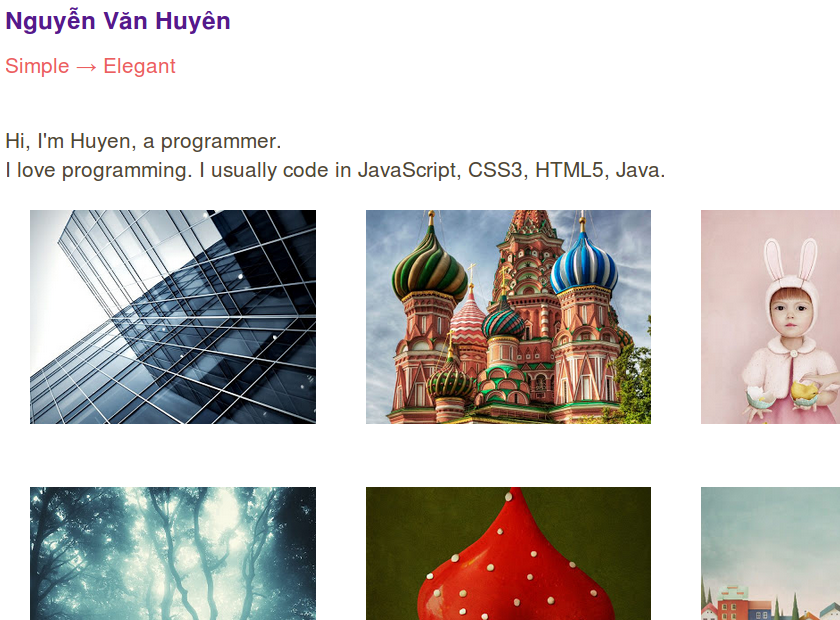 Nguyễn Văn Huyên
Simple → Elegant
Hi, I'm Huyen, a programmer.
I love programming. I usually code in JavaScript, CSS3, HTML5, Java.